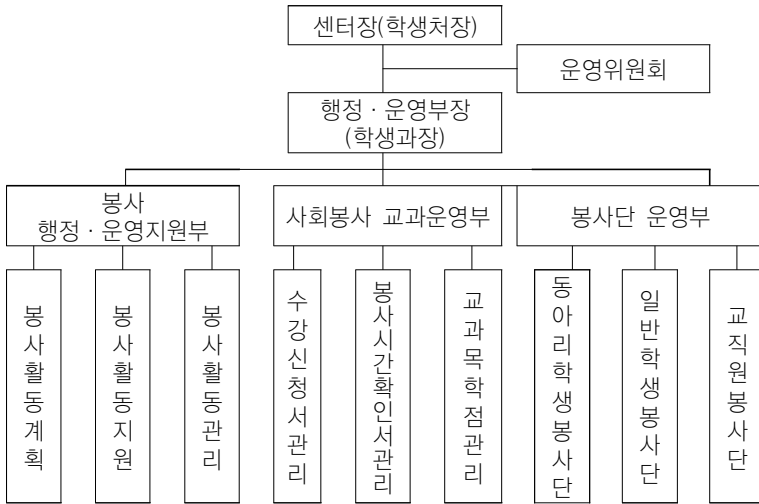 센터장(학생처장)
운영위원회
행정 · 운영부장
(학생과장)
봉사
행정 · 운영지원부
사회봉사 교과운영부
봉사단 운영부
봉사활동계획
봉사활동지원
봉사활동관리
수강신청서관리
봉사시간확인서관리
교과목학점관리
동아리학생봉사단
일반학생봉사단
교직원봉사단